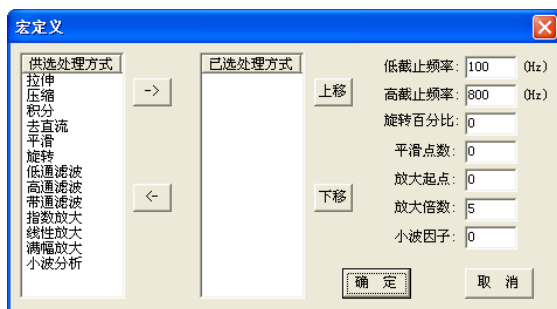 宏定义
供选处理方式
拉伸
压缩
积分
去直流
平滑
旋转
低通滤波
高通滤波
带通滤波
指数放大
线性放大
满幅放大
小波分析
->
<-
已选处理方式
上移
下移
低截止频率: 100 (Hz)
高截止频率: 800 (Hz)
旋转百分比: 0
平滑点数: 0
放大起点: 0
放大倍数: 5
小波因子: 0
确 定
取 消